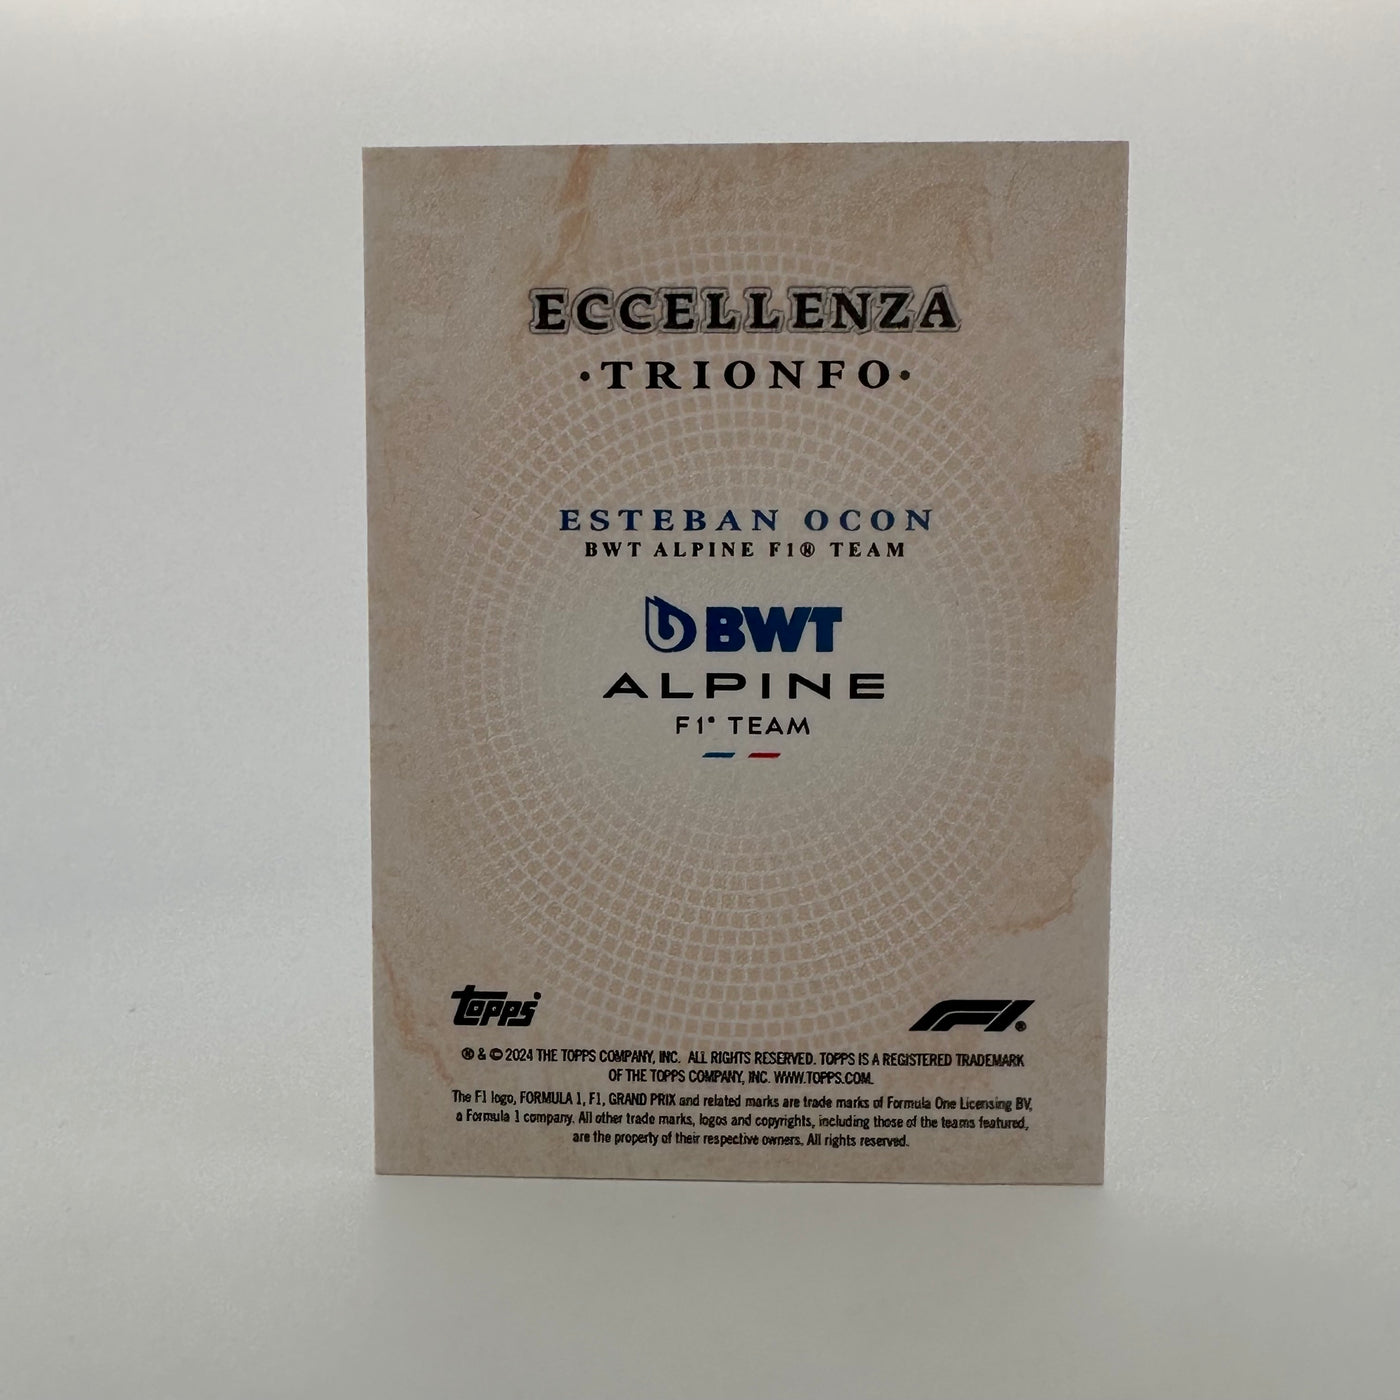 ECCELLENZA
·TRIONFO·
ESTEBAN OCON
BWT ALPINE F1® TEAM
BWT
ALPINE
F1® TEAM
topps®
F1®
® & © 2024 THE TOPPS COMPANY, INC. ALL RIGHTS RESERVED. TOPPS IS A REGISTERED TRADEMARK
OF THE TOPPS COMPANY, INC. WWW.TOPPS.COM.
The F1 logo, FORMULA 1, F1, GRAND PRIX and related marks are trade marks of Formula One Licensing BV,
a Formula 1 company. All other trade marks, logos and copyrights, including those of the teams featured,
are the property of their respective owners. All rights reserved.